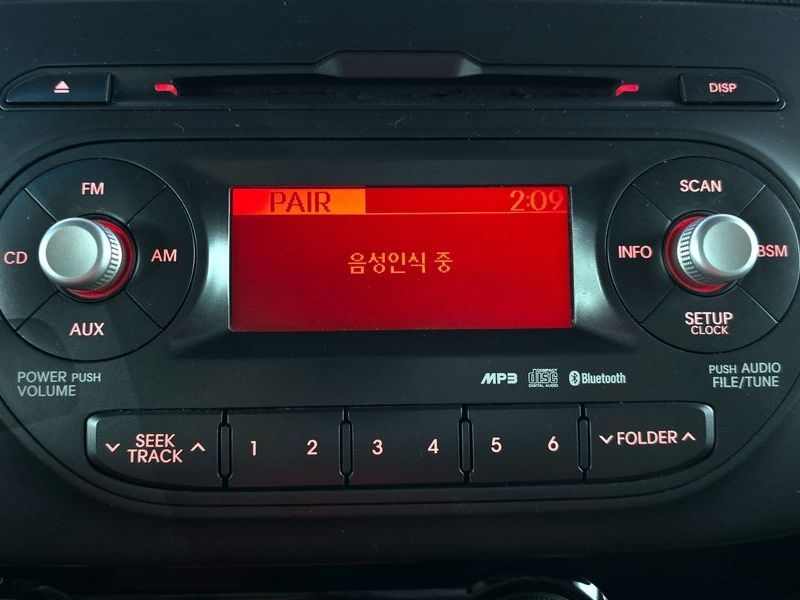 DISP
FM
CD
AM
AUX
POWER PUSH
VOLUME
PAIR 2:09
음성인식 중
SCAN
INFO
BSM
SETUP
CLOCK
MP3 COMPACT disc DIGITAL AUDIO Bluetooth
PUSH AUDIO
FILE/TUNE
SEEK
TRACK
1 2 3 4 5 6
FOLDER